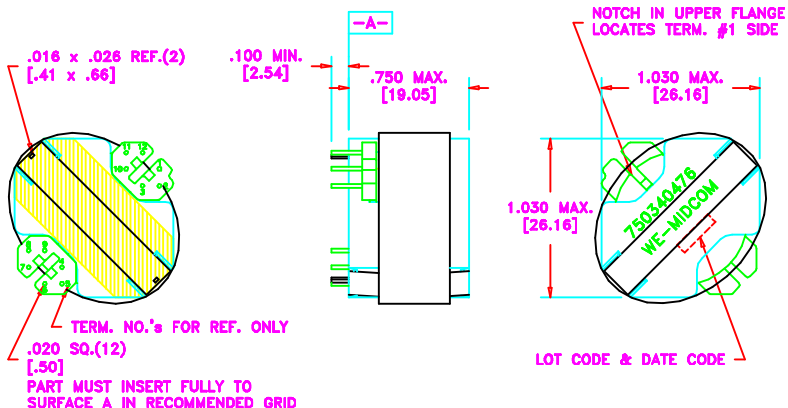 -A-
NOTCH IN UPPER FLANGE
LOCATES TERM. #1 SIDE
.016 x .026 REF.(2)
[.41 x .66]
.100 MIN.
[2.54]
.750 MAX.
[19.05]
1.030 MAX.
[26.16]
1.030 MAX.
[26.16]
750340476
WE-MIDCOM
TERM. NO.'s FOR REF. ONLY
.020 SQ.(12)
[.50]
PART MUST INSERT FULLY TO
SURFACE A IN RECOMMENDED GRID
LOT CODE & DATE CODE